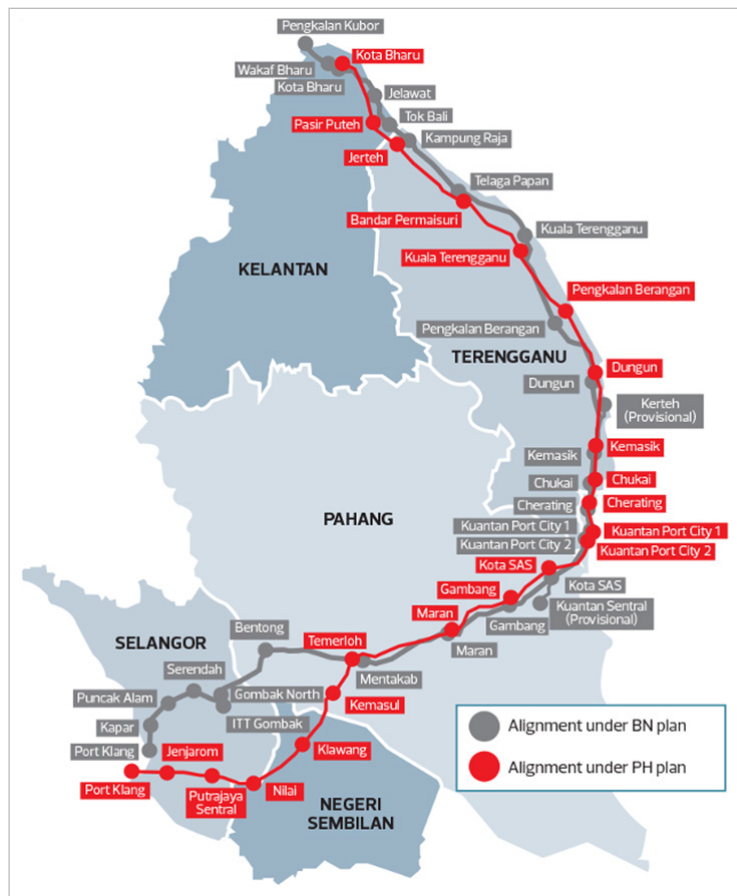 Pengkalan Kubor
Kota Bharu
Wakaf Bharu
Kota Bharu
Jelawat
Tok Bali
Pasir Puteh
Kampung Raja
Jerteh
Telaga Papan
Bandar Permaisuri
Kuala Terengganu
Kuala Terengganu
KELANTAN
Pengkalan Berangan
Pengkalan Berangan
TERENGGANU
Dungun
Dungun
Kerteh
(Provisional)
Kemasik
Kemasik
Chukai
Chukai
Cherating
Cherating
PAHANG
Kuantan Port City 1
Kuantan Port City 1
Kuantan Port City 2
Kuantan Port City 2
Kota SAS
Kota SAS
Gambang
Kuantan Sentral
(Provisional)
Maran
Gambang
Bentong
Temerloh
Maran
SELANGOR
Serendah
Mentakab
Puncak Alam
Gombak North
Kemasul
Kapar
ITT Gombak
Alignment under BN plan
Port Klang
Jenjarom
Klawang
Alignment under PH plan
Port Klang
Putrajaya
Sentral
Nilai
NEGERI
SEMBILAN